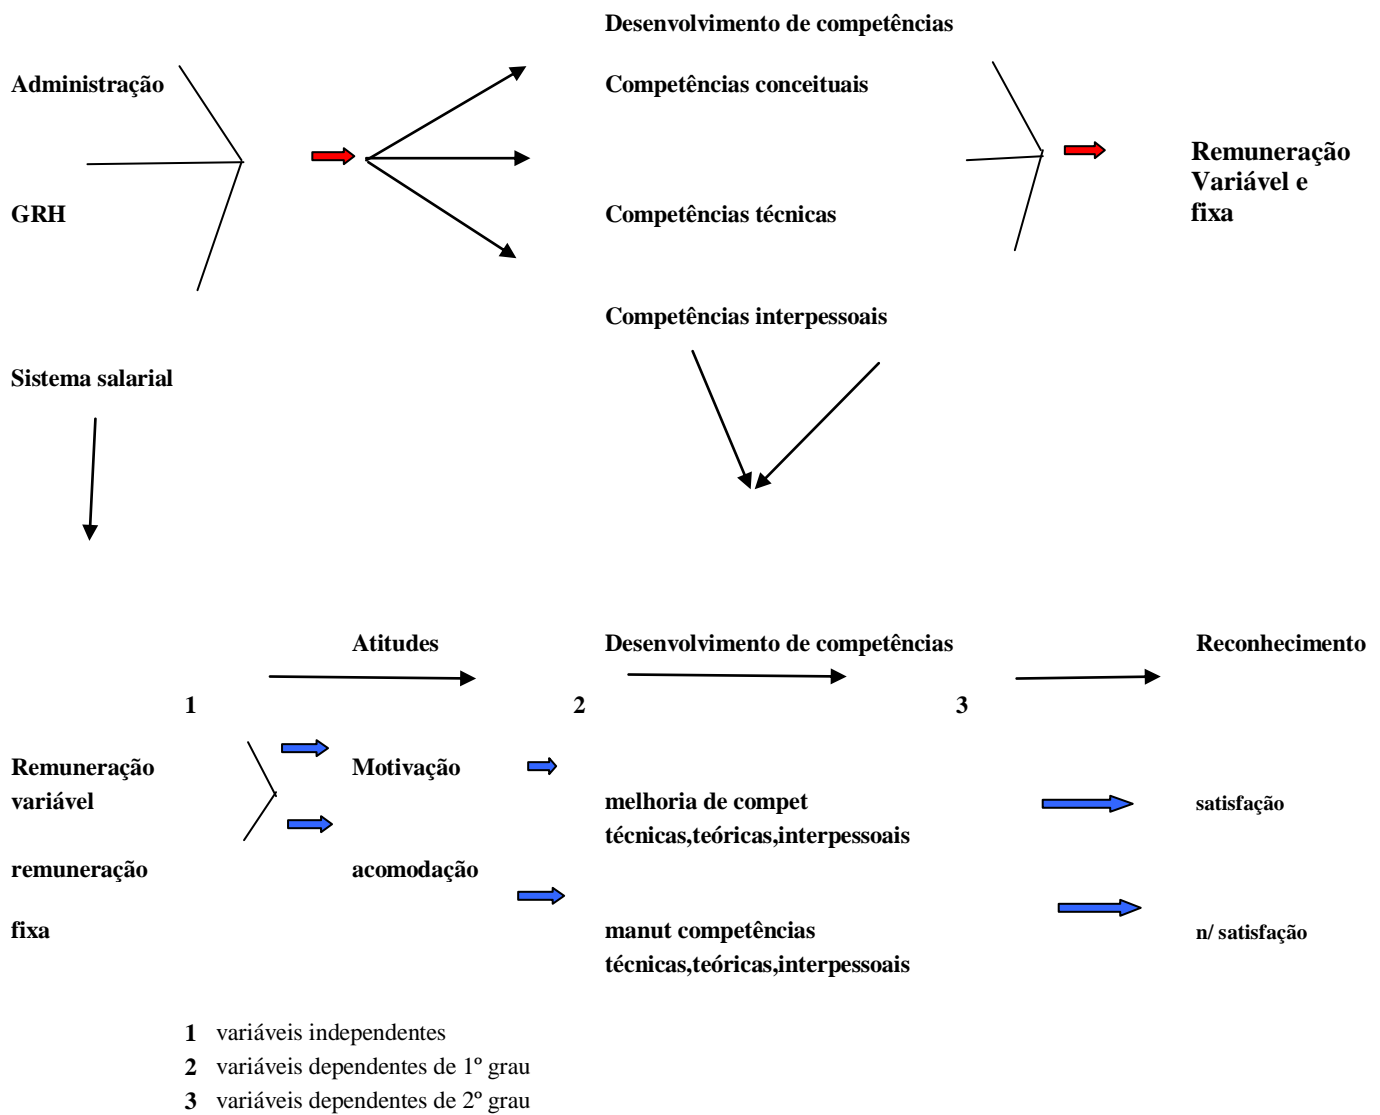 Desenvolvimento de competências
Administração
Competências conceituais
Remuneração
Variável e
fixa
GRH
Competências técnicas
Competências interpessoais
Sistema salarial
Atitudes
Desenvolvimento de competências
Reconhecimento
1
2
3
Remuneração
variável
Motivação
melhoria de compet
técnicas,teóricas,interpessoais
satisfação
remuneração
fixa
acomodação
manut competências
técnicas,teóricas,interpessoais
n/ satisfação
1 variáveis independentes
2 variáveis dependentes de 1º grau
3 variáveis dependentes de 2º grau